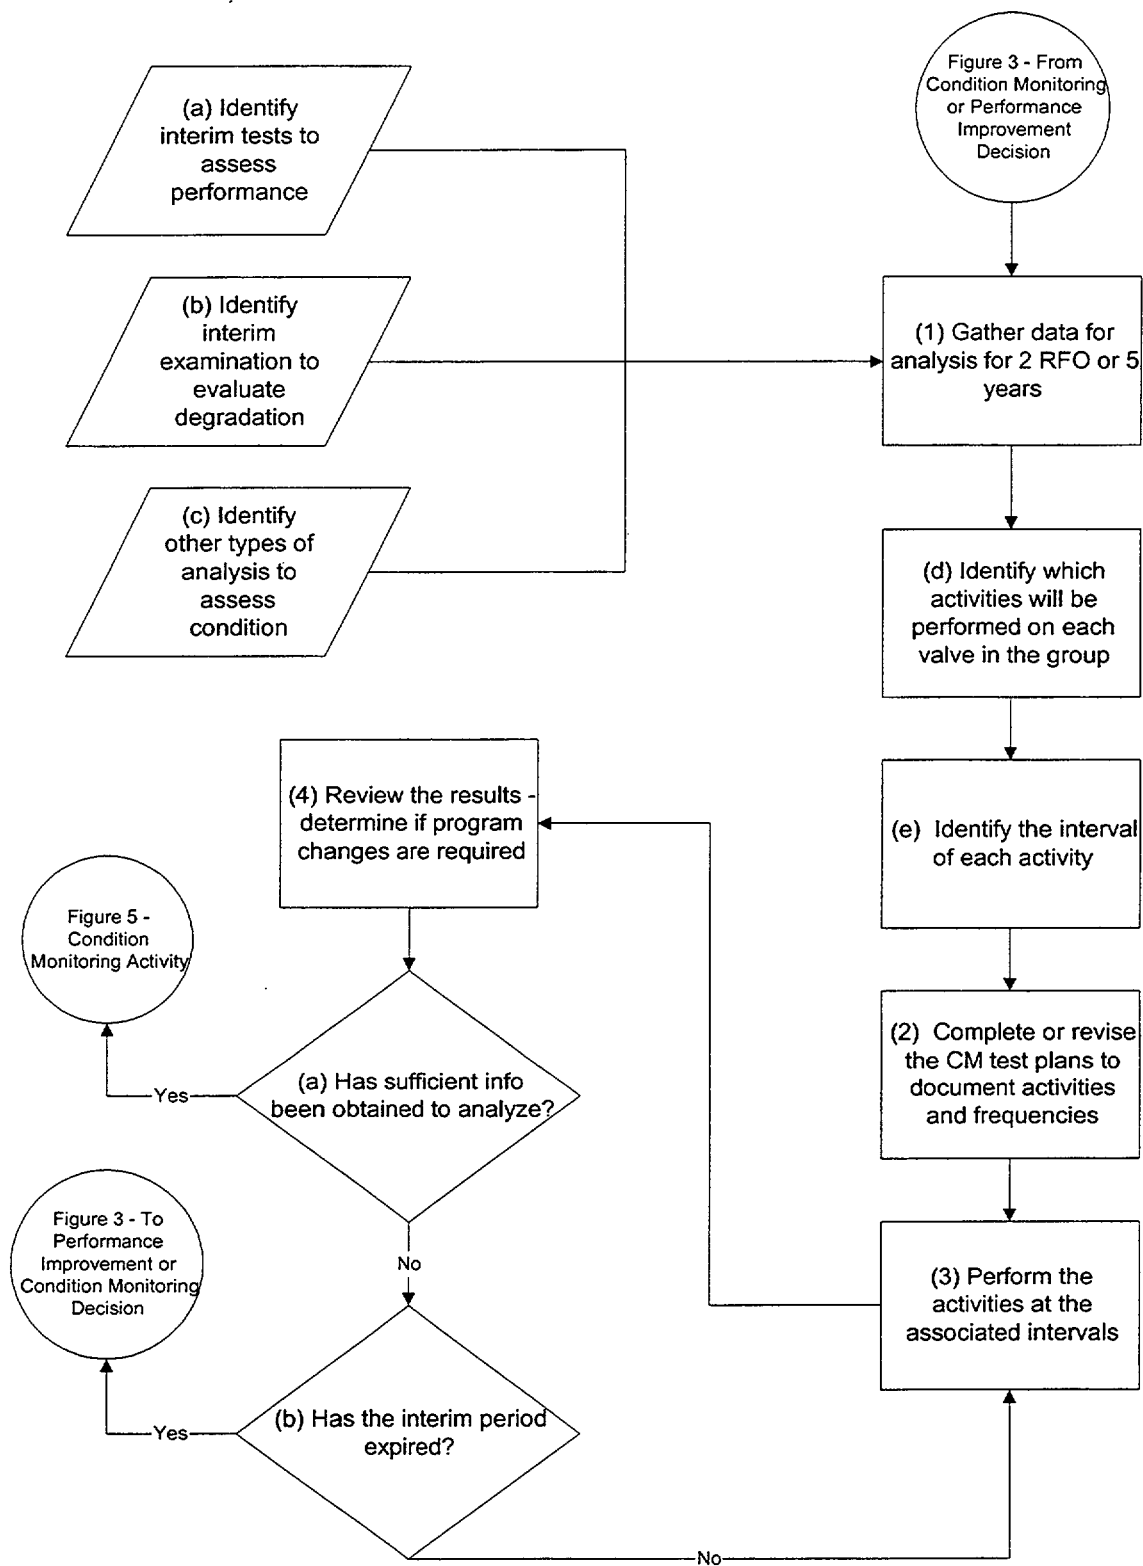 Figure 3 - From
Condition Monitoring
or Performance
Improvement
Decision
(a) Identify
interim tests to
assess
performance
(b) Identify
interim
examination to
evaluate
degradation
(c) Identify
other types of
analysis to
assess
condition
(1) Gather data for
analysis for 2 RFO or 5
years
(d) Identify which
activities will be
performed on each
valve in the group
(e) Identify the interval
of each activity
(2) Complete or revise
the CM test plans to
document activities
and frequencies
(3) Perform the
activities at the
associated intervals
(4) Review the results -
determine if program
changes are required
(a) Has sufficient info
been obtained to analyze?
Yes
Figure 5 -
Condition
Monitoring Activity
No
(b) Has the interim period
expired?
Yes
Figure 3 - To
Performance
Improvement or
Condition Monitoring
Decision
No